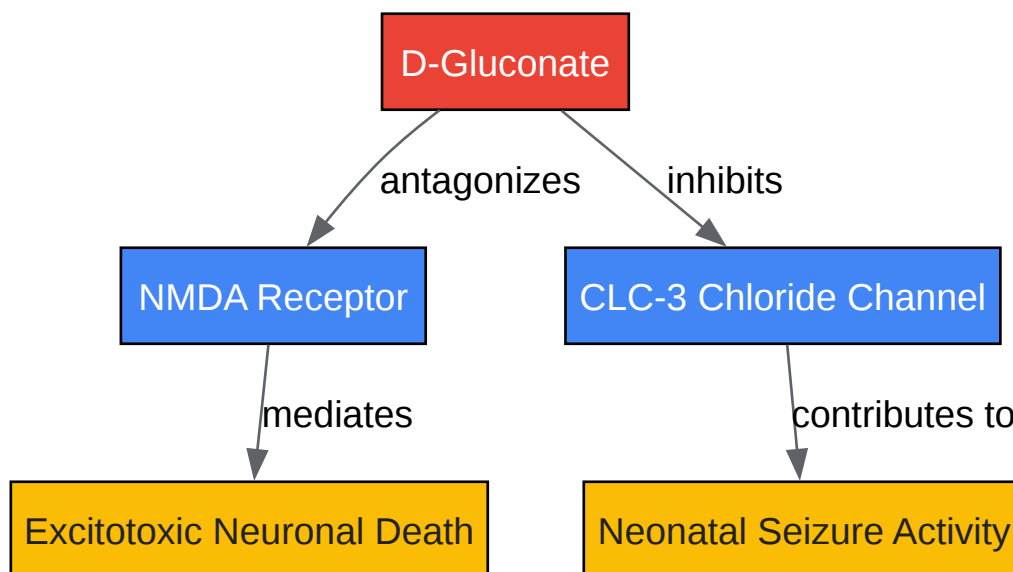 D-Gluconate
antagonizes
inhibits
NMDA Receptor
CLC-3 Chloride Channel
mediates
contributes to
Excitotoxic Neuronal Death
Neonatal Seizure Activity